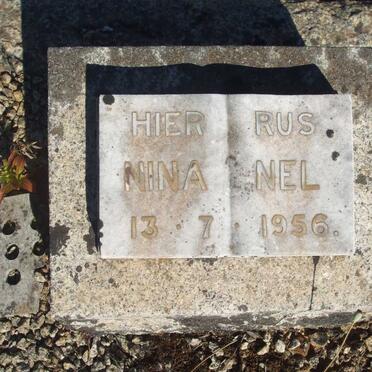 HIER RUS
NINA NEL
13 · 7 · 1956.